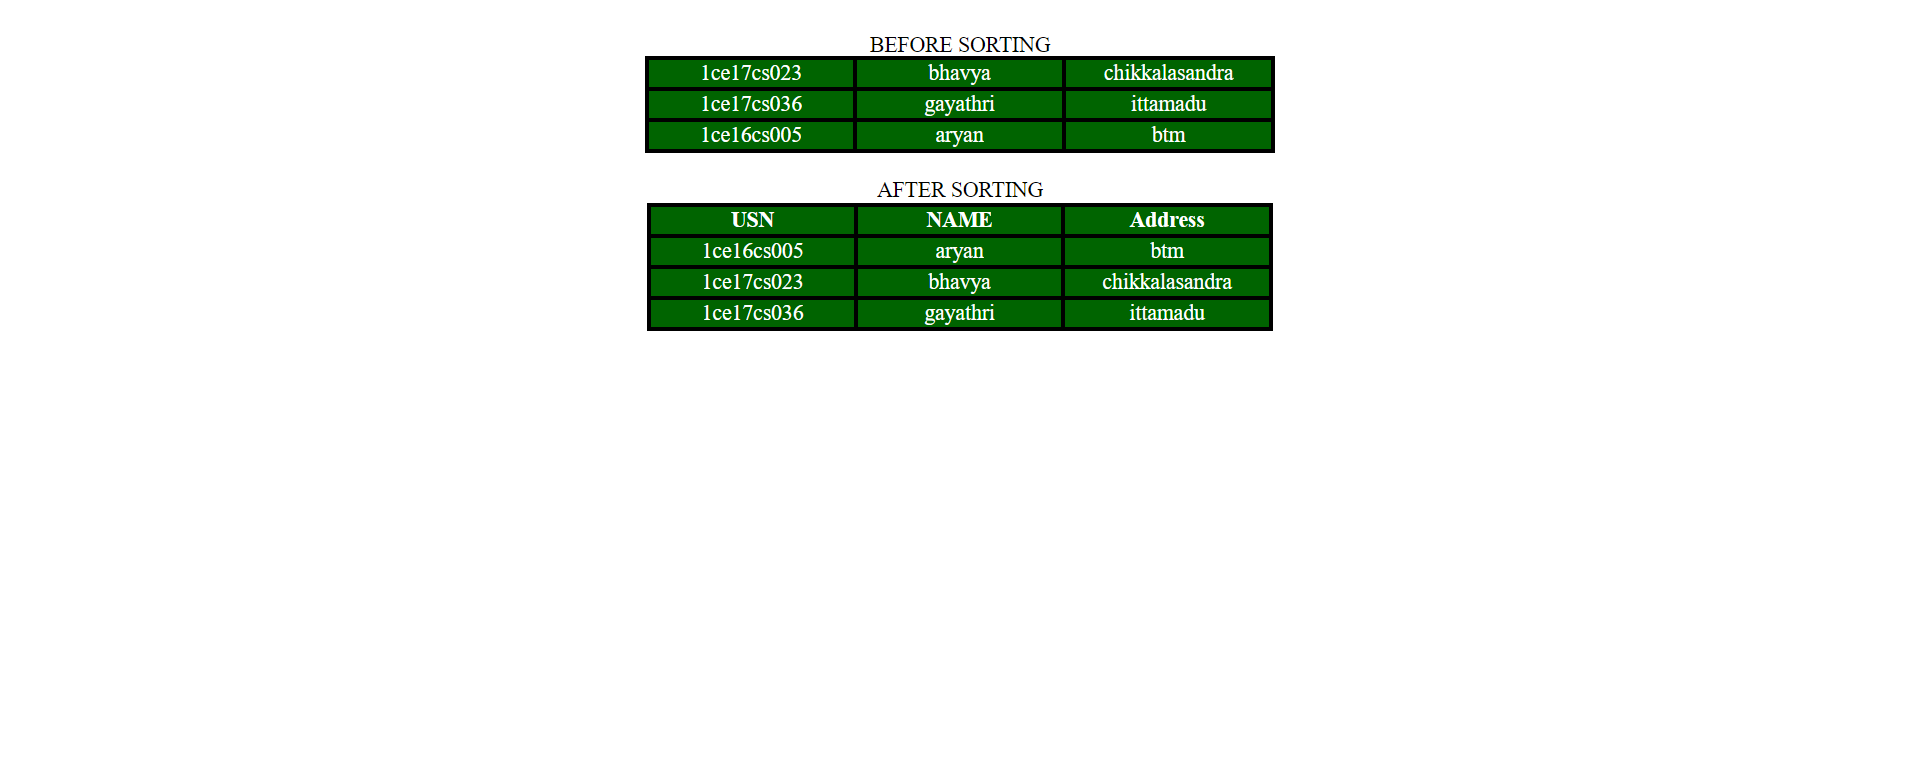 BEFORE SORTING
1ce17cs023 bhavya chikkalasandra
1ce17cs036 gayathri ittamadu
1ce16cs005 aryan btm
AFTER SORTING
USN NAME Address
1ce16cs005 aryan btm
1ce17cs023 bhavya chikkalasandra
1ce17cs036 gayathri ittamadu